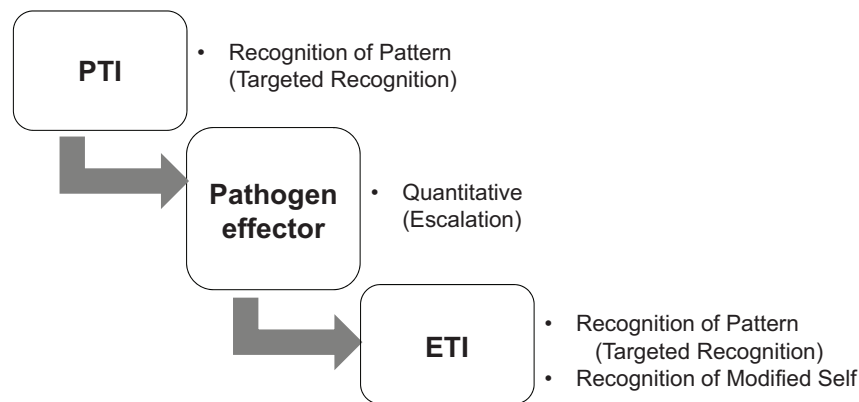 PTI
• Recognition of Pattern
(Targeted Recognition)
Pathogen
effector
• Quantitative
(Escalation)
ETI
• Recognition of Pattern
(Targeted Recognition)
• Recognition of Modified Self